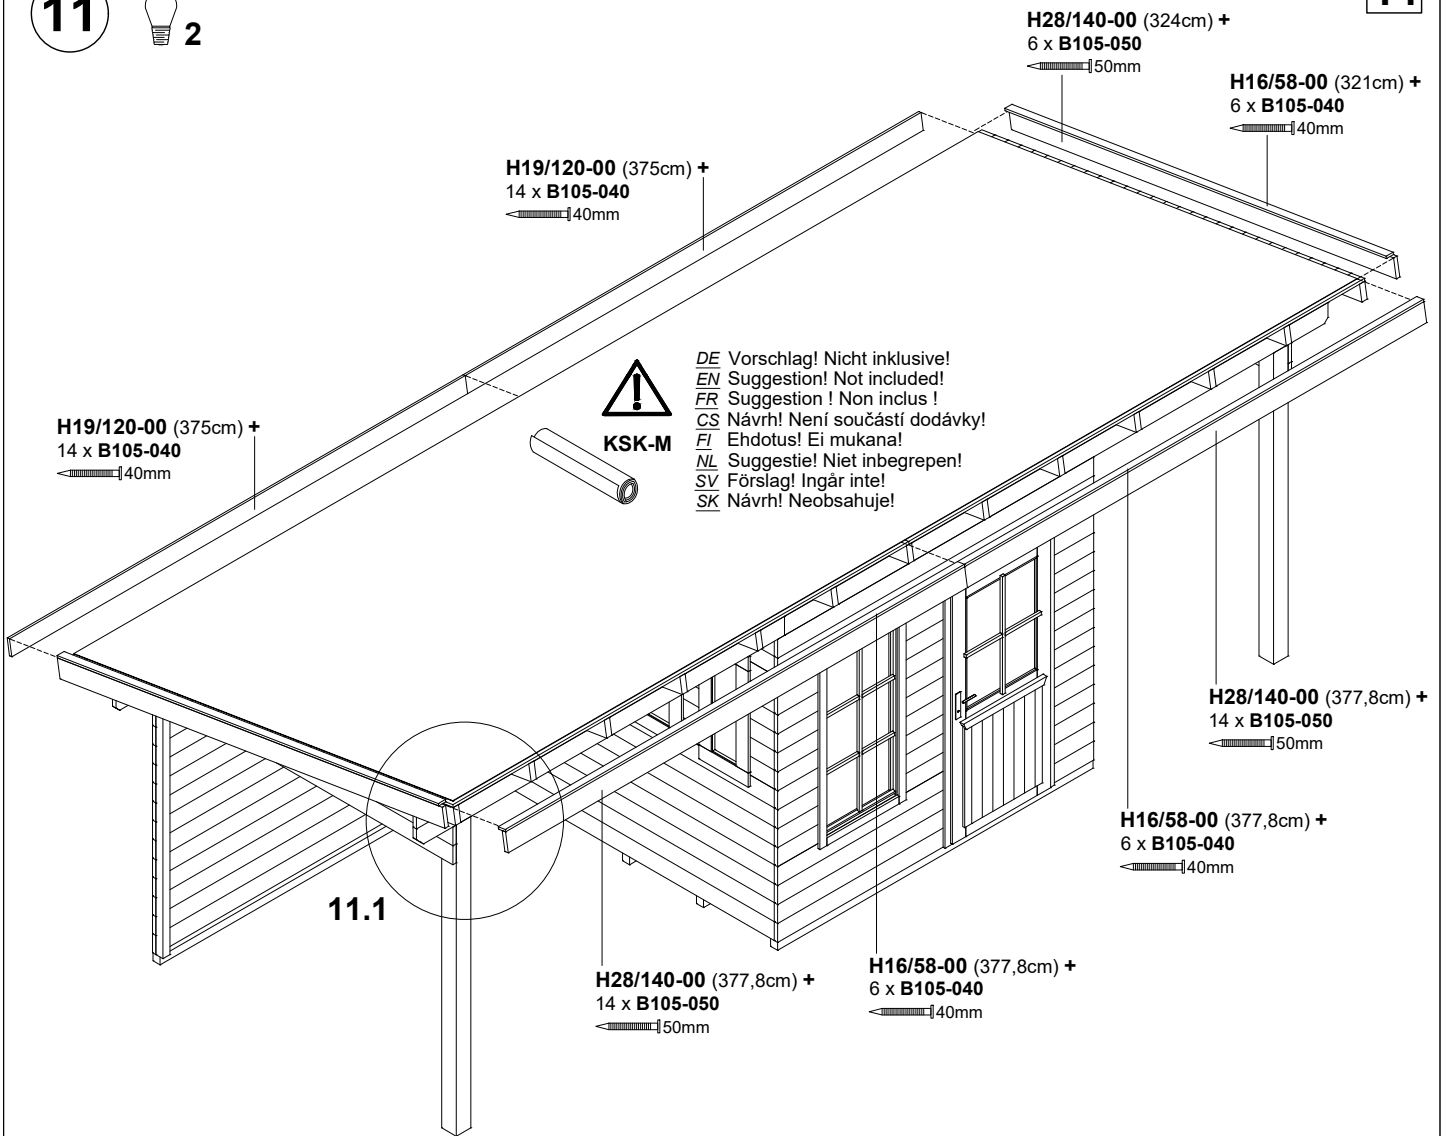 11
2
H28/140-00 (324cm) +
6 x B105-050
50mm
H16/58-00 (321cm) +
6 x B105-040
40mm
H19/120-00 (375cm) +
14 x B105-040
40mm
H19/120-00 (375cm) +
14 x B105-040
40mm
KSK-M
DE Vorschlag! Nicht inklusive!
EN Suggestion! Not included!
FR Suggestion ! Non inclus !
CS Návrh! Není součástí dodávky!
FI Ehdotus! Ei mukana!
NL Suggestie! Niet inbegrepen!
SV Förslag! Ingår inte!
SK Návrh! Neobsahuje!
H28/140-00 (377,8cm) +
14 x B105-050
50mm
H16/58-00 (377,8cm) +
6 x B105-040
40mm
11.1
H28/140-00 (377,8cm) +
14 x B105-050
50mm
H16/58-00 (377,8cm) +
6 x B105-040
40mm